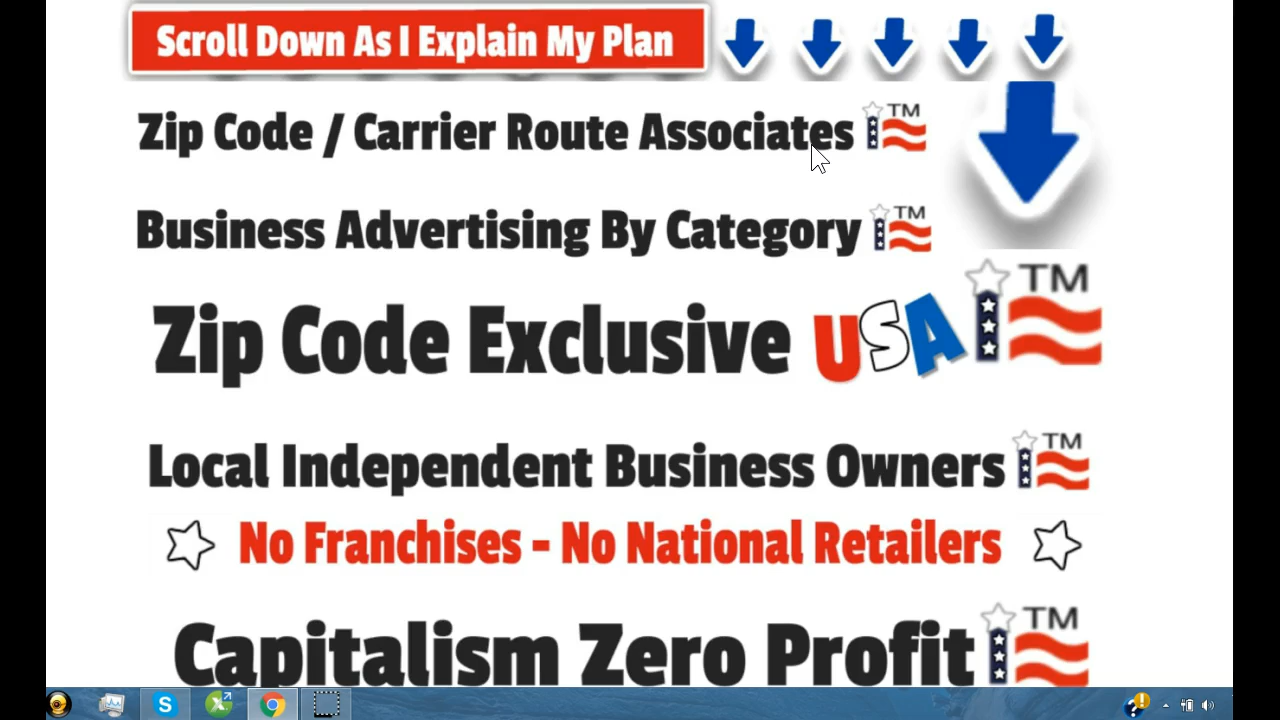 Scroll Down As I Explain My Plan
Zip Code / Carrier Route Associates TM
Business Advertising By Category TM
Zip Code Exclusive USA TM
Local Independent Business Owners TM
No Franchises - No National Retailers
Capitalism Zero Profit TM